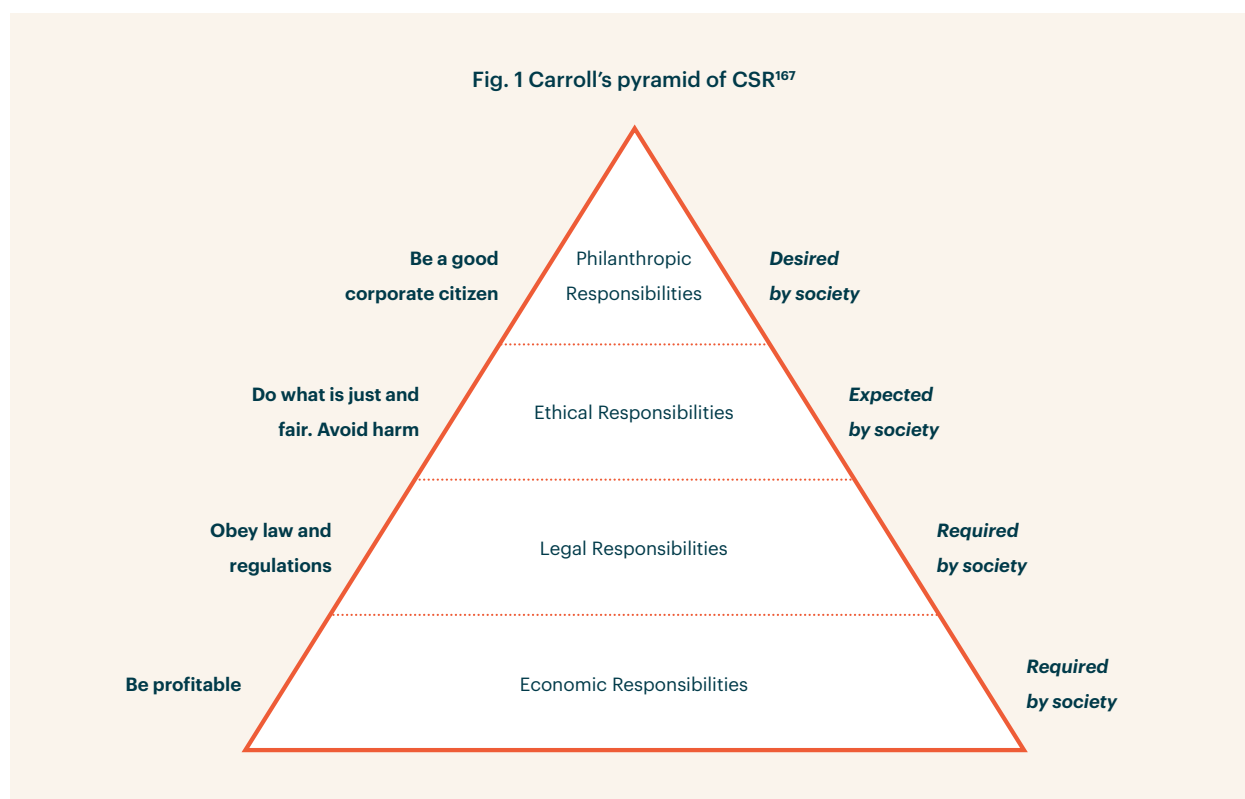 Fig. 1 Carroll’s pyramid of CSR¹⁶⁷
Be a good
corporate citizen
Philanthropic
Responsibilities
Desired
by society
Do what is just and
fair. Avoid harm
Ethical Responsibilities
Expected
by society
Obey law and
regulations
Legal Responsibilities
Required
by society
Be profitable
Economic Responsibilities
Required
by society